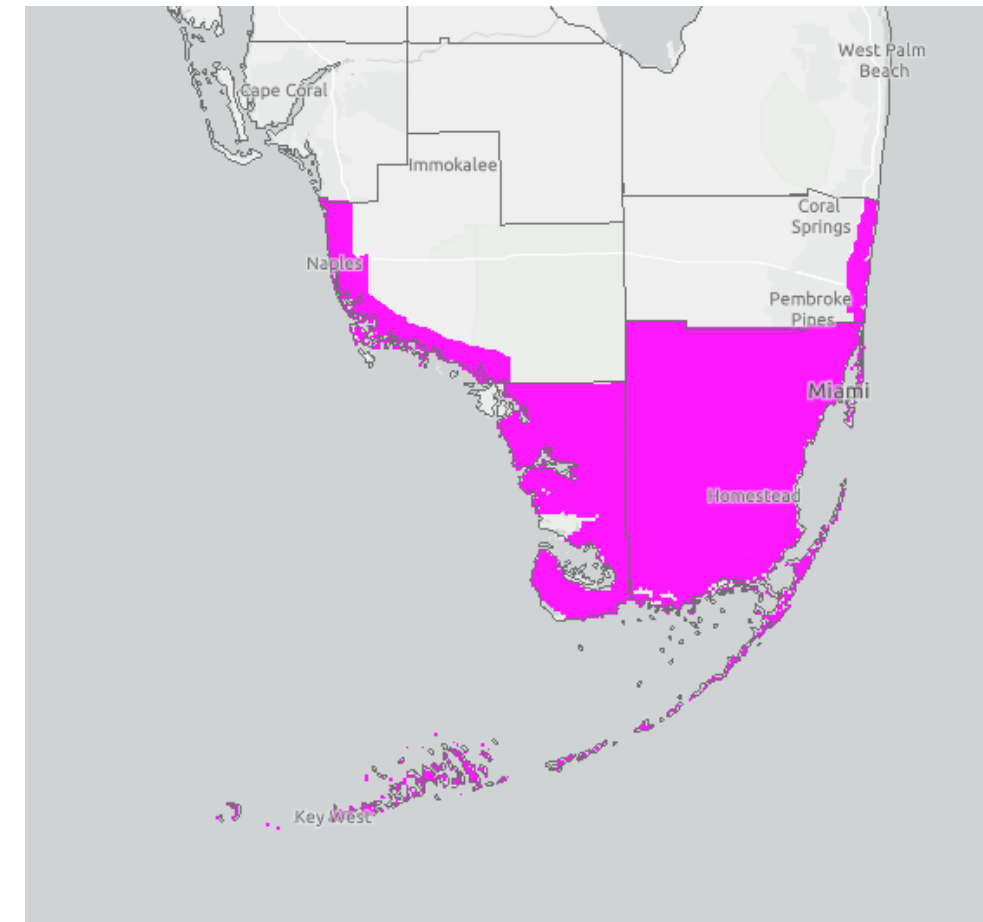 West Palm
Beach
Cape Coral
Immokalee
Coral
Springs
Naples
Pembroke
Pines
Miami
Homestead
Key West